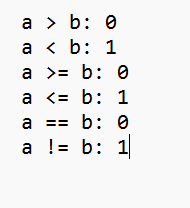 a > b: 0
a < b: 1
a >= b: 0
a <= b: 1
a == b: 0
a != b: 1